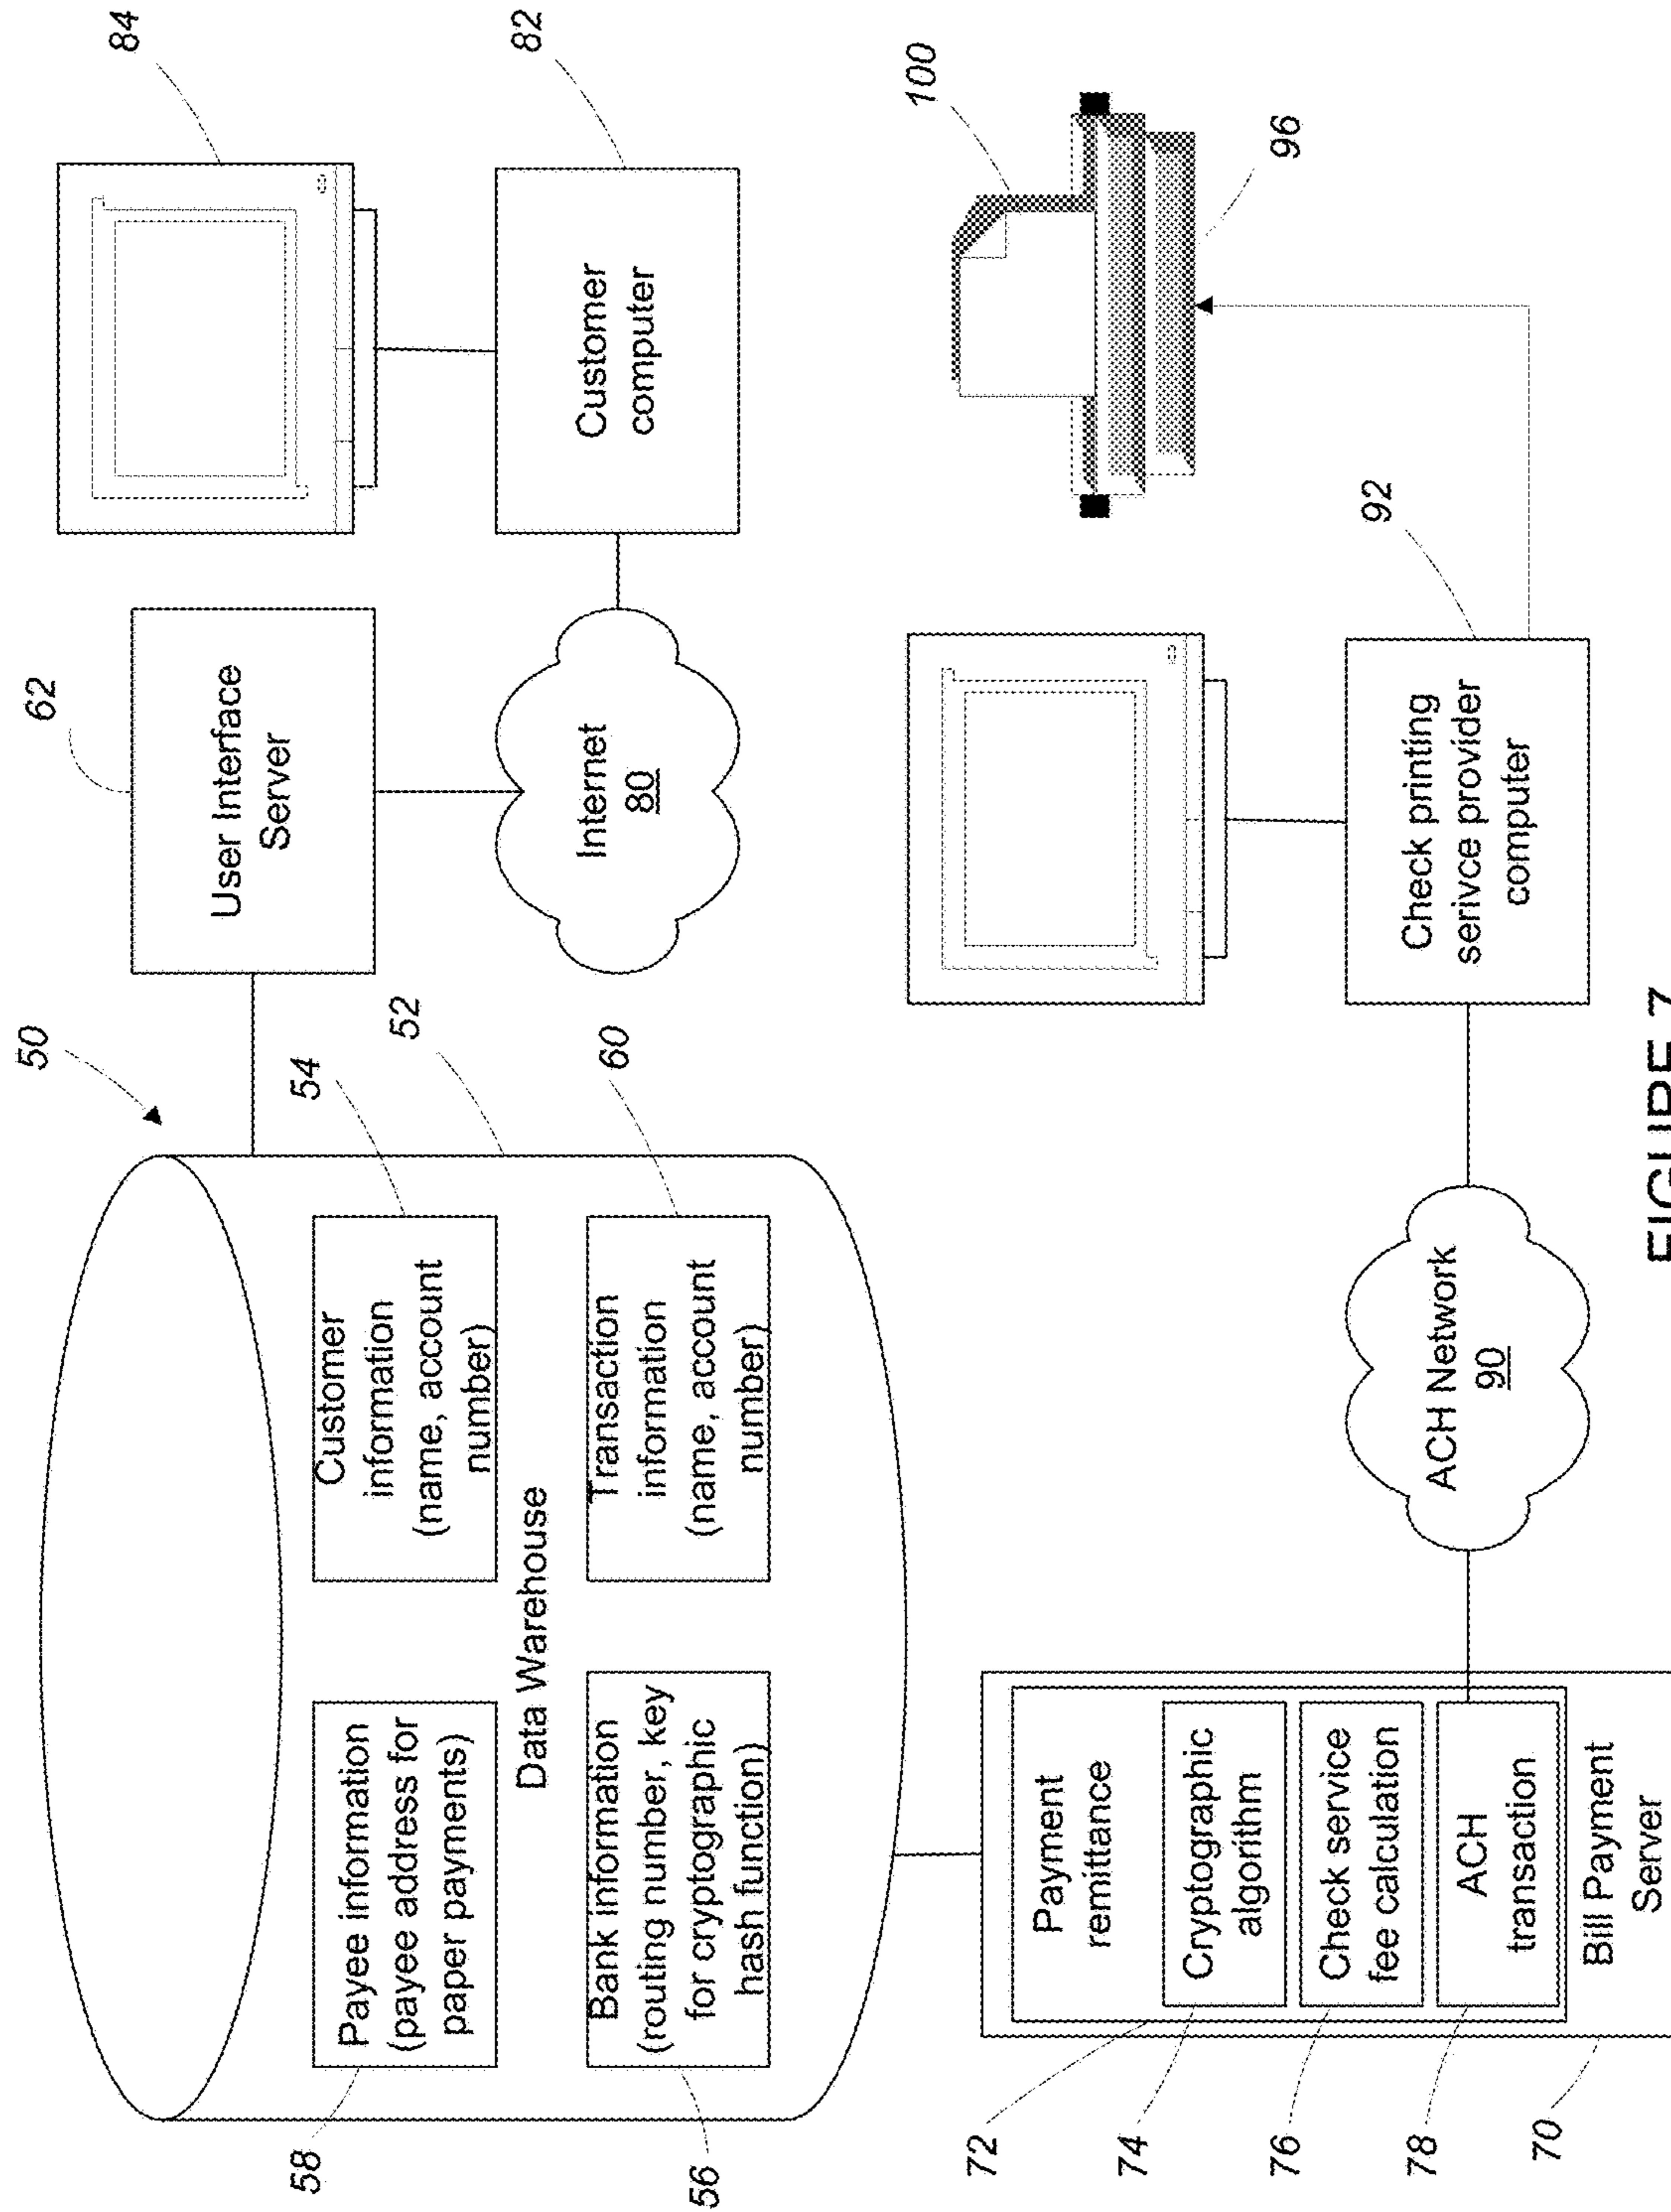 50
Payee information
(payee address for
paper payments)
58
Customer
information
(name, account
number)
54
Data Warehouse
52
Bank information
(routing number, key
for cryptographic
hash function)
56
Transaction
information
(name, account
number)
60
User Interface
Server
62
Internet
80
84
Customer
computer
82
Payment
remittance
72
Cryptographic
algorithm
74
Check service
fee calculation
76
ACH
transaction
78
Bill Payment
Server
70
ACH Network
90
Check printing
serivce provider
computer
92
100
96
FIGURE 7